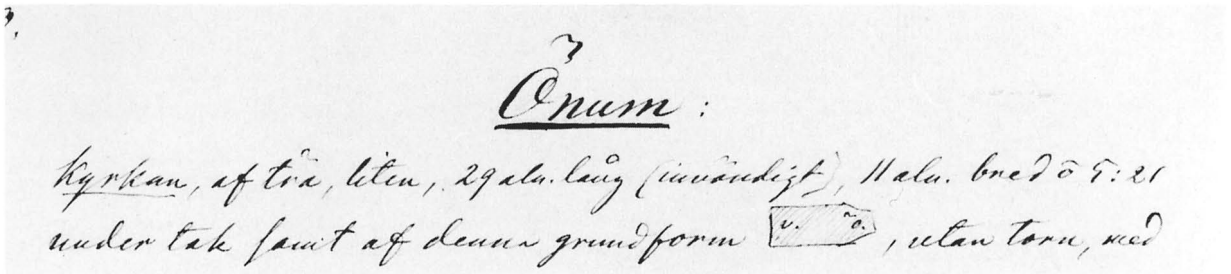 Önum:
Kyrkan, af trä, liten, 29 aln. lång (invändigt), 11 aln. bred o 5: 21
under tak samt af denna grundform v. ö. , utan torn, med